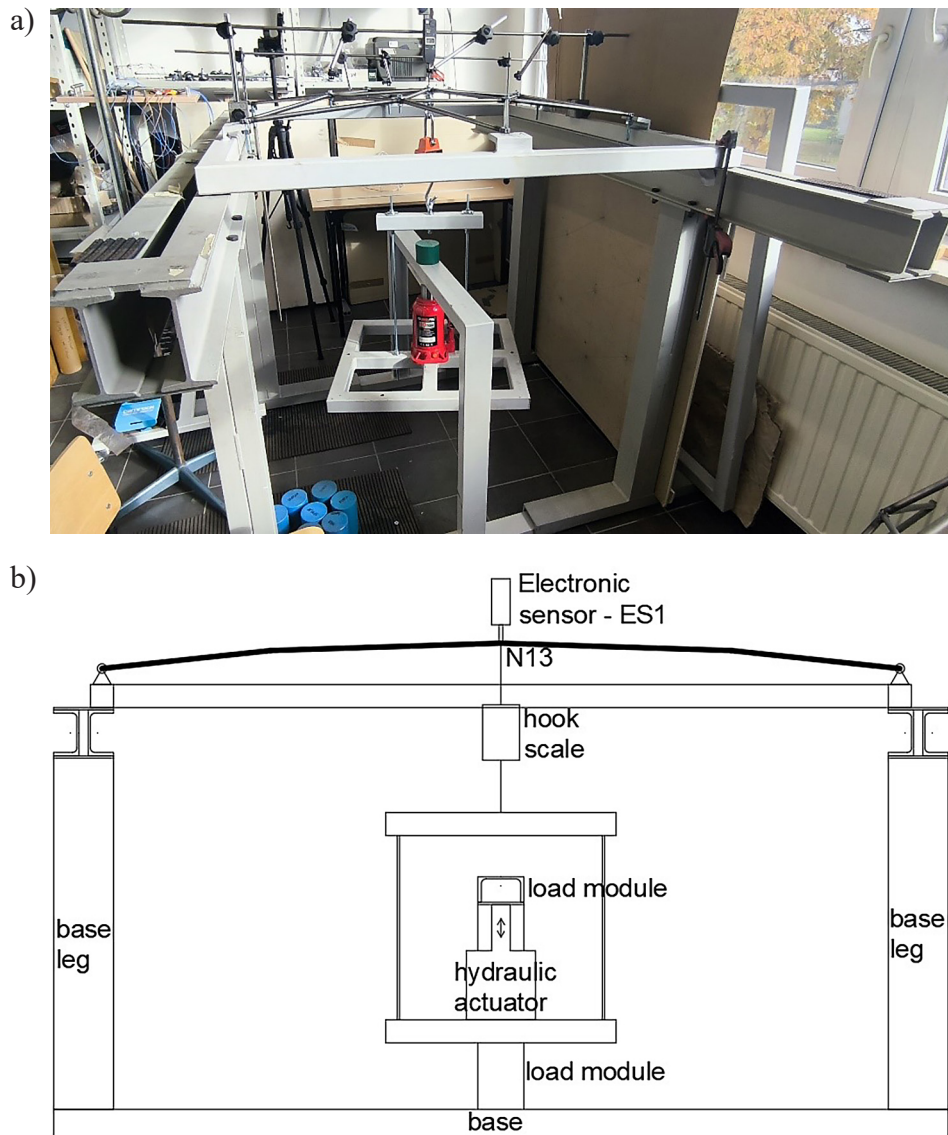 a)
b)
Electronic
sensor - ES1
N13
hook
scale
load module
base
leg
base
leg
hydraulic
actuator
load module
base